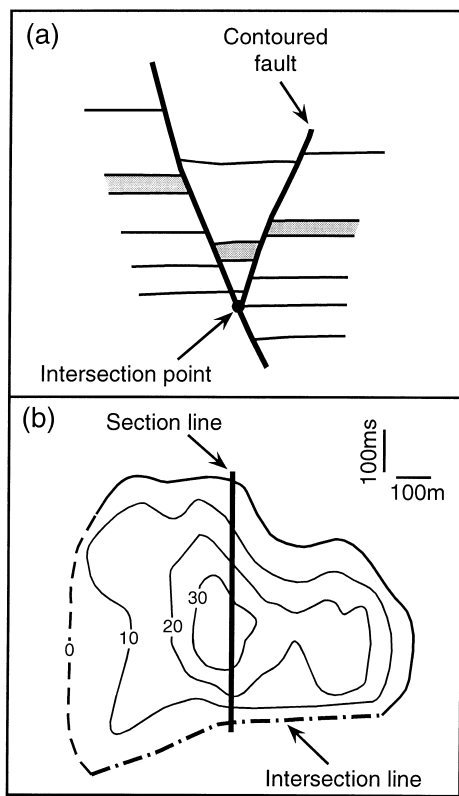 (a)
Contoured
fault
Intersection point
(b)
Section line
100ms
100m
30
20
10
0
Intersection line